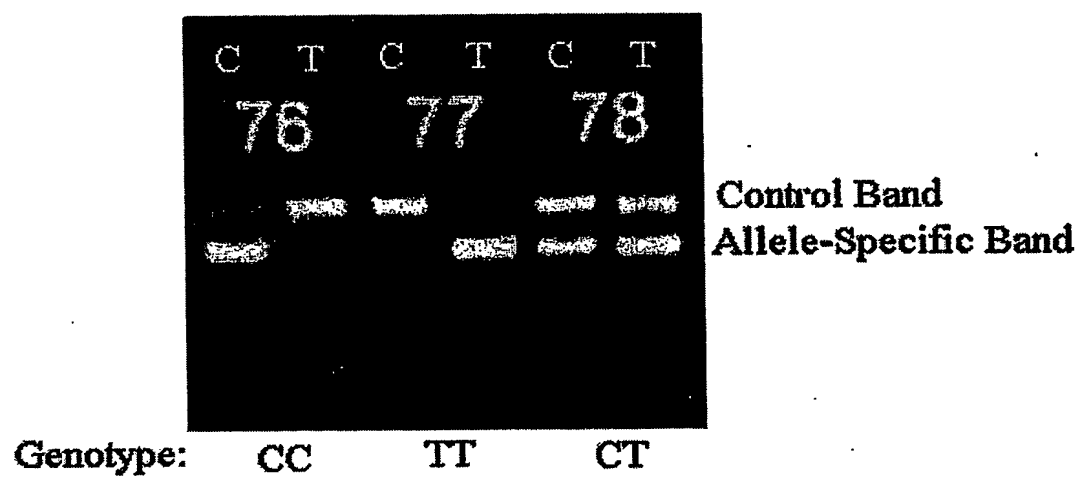 C T C T C T
76 77 78
Control Band
Allele-Specific Band
Genotype: CC TT CT